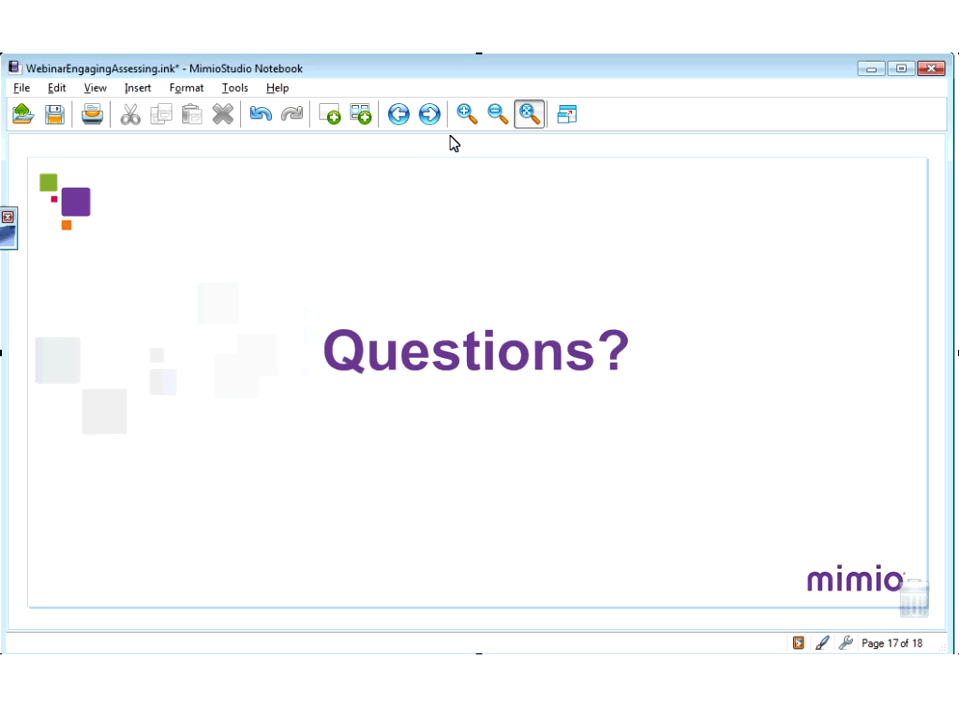 WebinarEngagingAssessing.ink* - MimioStudio Notebook
File Edit View Insert Format Tools Help
Questions?
mimio
Page 17 of 18